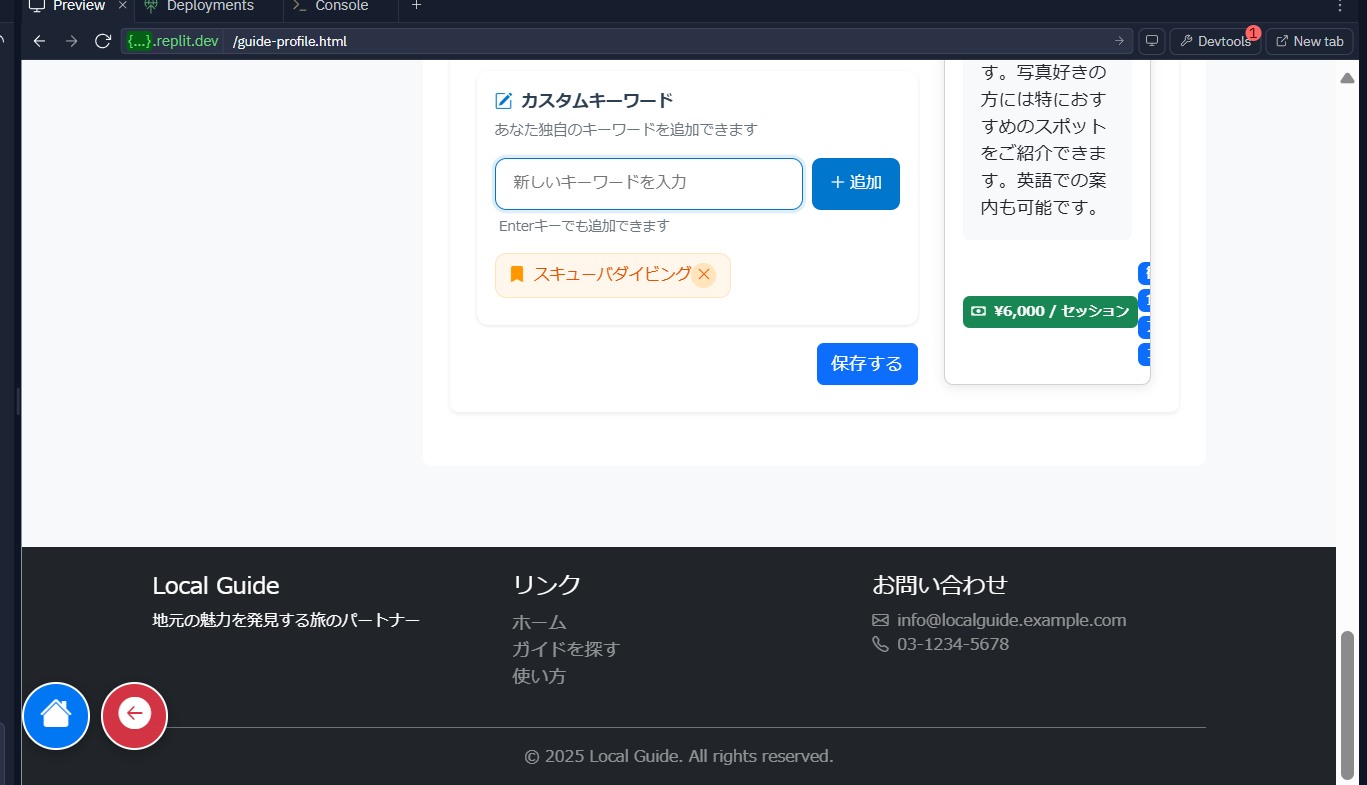 Preview
Deployments
Console
{...}.replit.dev /guide-profile.html
Devtools
1
New tab
カスタムキーワード
あなた独自のキーワードを追加できます
新しいキーワードを入力
追加
Enterキーでも追加できます
スキューバダイビング
保存する
す。写真好きの
方には特におす
すめのスポット
をご紹介できま
す。英語での案
内も可能です。
¥6,000 / セッション
Local Guide
地元の魅力を発見する旅のパートナー
リンク
ホーム
ガイドを探す
使い方
お問い合わせ
info@localguide.example.com
03-1234-5678
© 2025 Local Guide. All rights reserved.